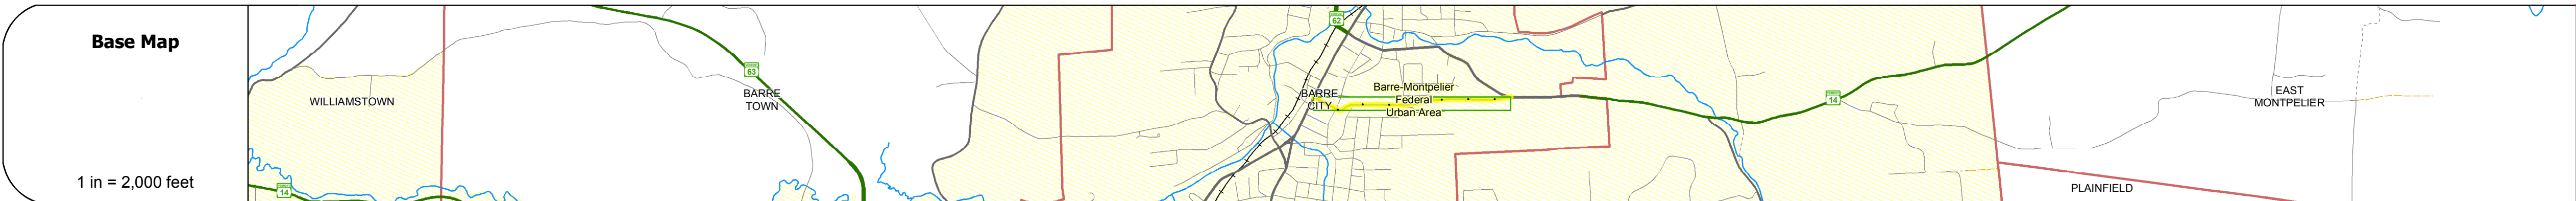 Base Map
1 in = 2,000 feet
WILLIAMSTOWN
14
63
BARRE
TOWN
62
BARRE
CITY
Barre-Montpelier
Federal
Urban Area
14
EAST
MONTPELIER
PLAINFIELD